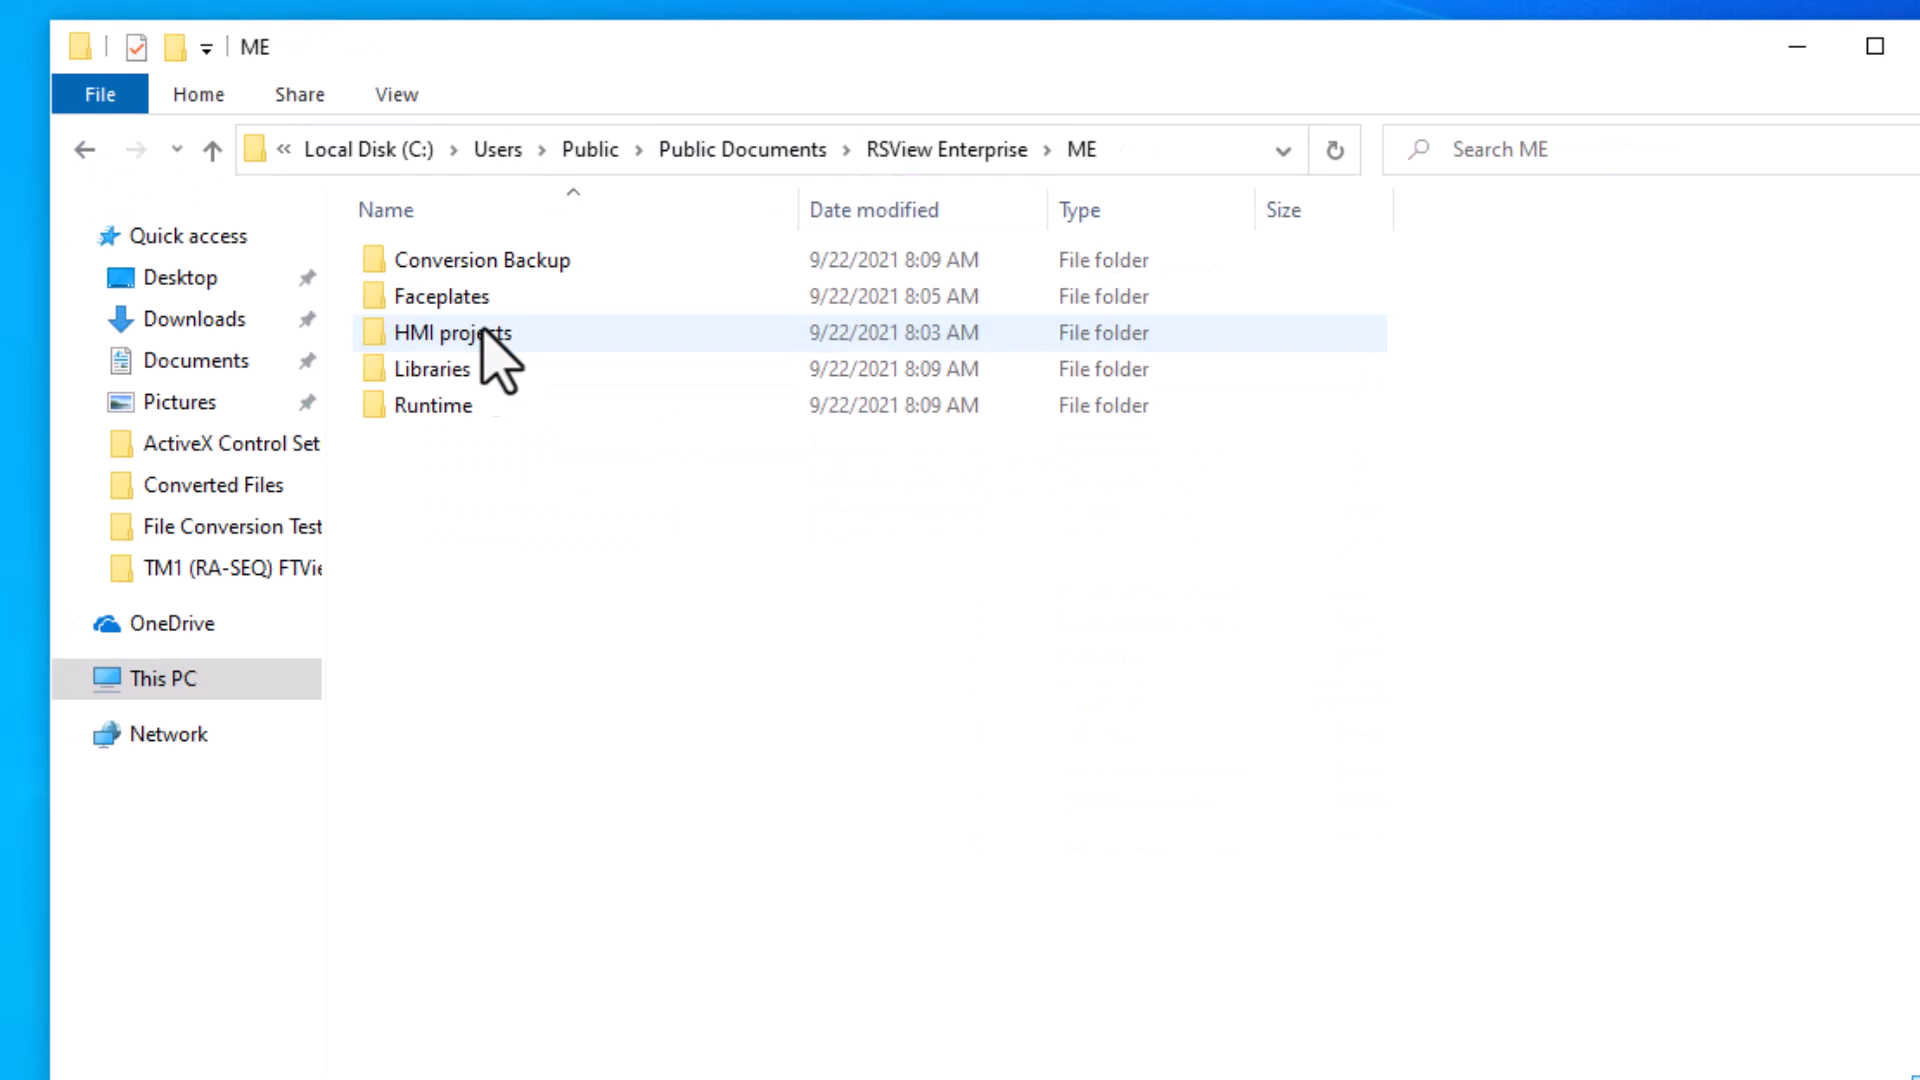 ME
File Home Share View
« Local Disk (C:) > Users > Public > Public Documents > RSView Enterprise > ME
Search ME
Name Date modified Type Size
Quick access
Desktop
Downloads
Documents
Pictures
ActiveX Control Set
Converted Files
File Conversion Test
TM1 (RA-SEQ) FTVie
OneDrive
This PC
Network
Conversion Backup 9/22/2021 8:09 AM File folder
Faceplates 9/22/2021 8:05 AM File folder
HMI projects 9/22/2021 8:03 AM File folder
Libraries 9/22/2021 8:09 AM File folder
Runtime 9/22/2021 8:09 AM File folder